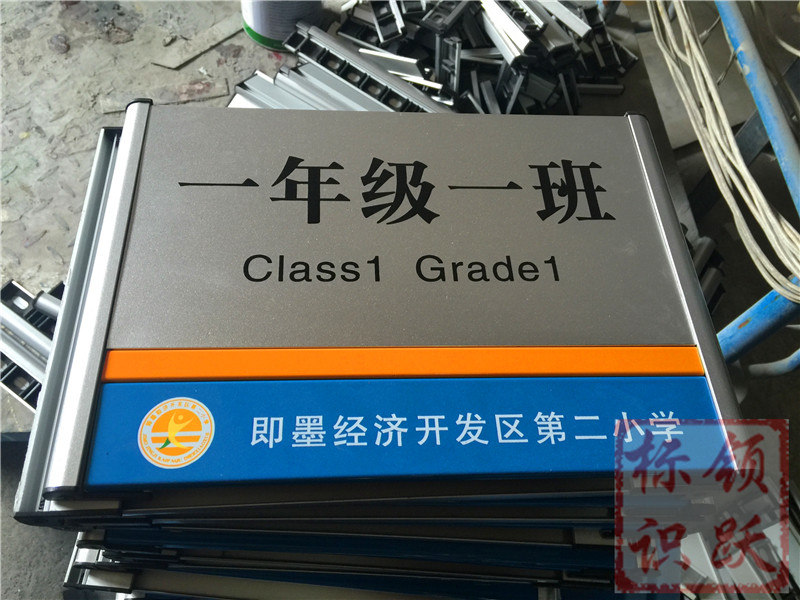 一年级一班
Class1 Grade1
即墨经济开发区第二小学
标领
识跃